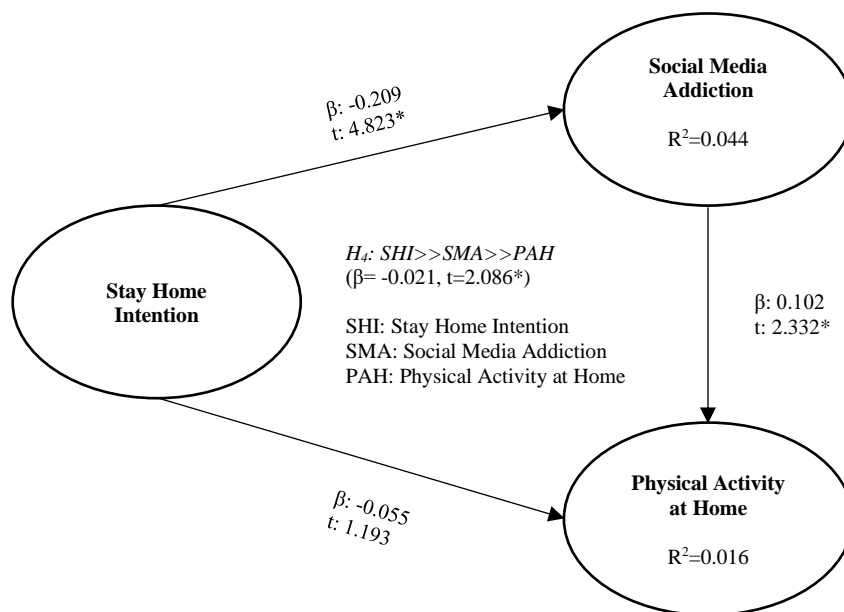 Social Media
Addiction
R²=0.044
β: -0.209
t: 4.823*
Stay Home
Intention
H₄: SHI>>SMA>>PAH
(β= -0.021, t=2.086*)
SHI: Stay Home Intention
SMA: Social Media Addiction
PAH: Physical Activity at Home
β: 0.102
t: 2.332*
β: -0.055
t: 1.193
Physical Activity
at Home
R²=0.016